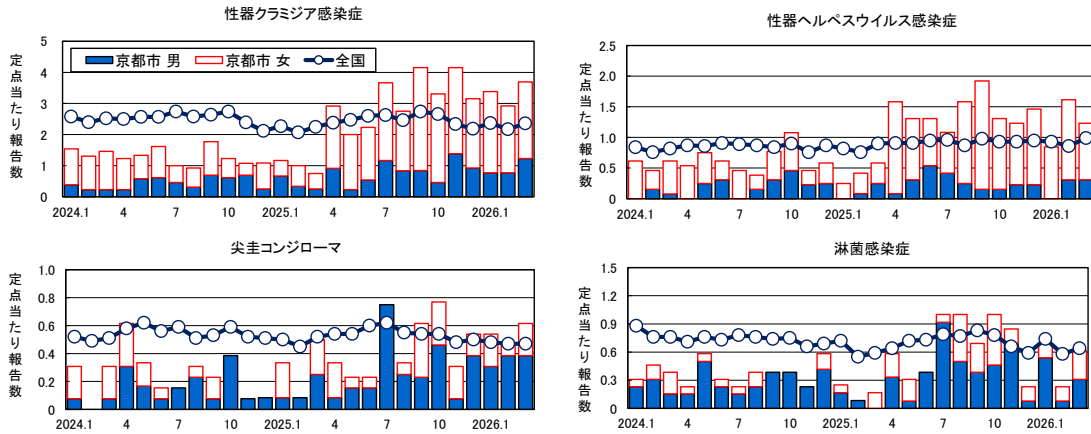 性器クラミジア感染症
定点当たり報告数
5
4
3
2
1
0
京都市 男
京都市 女
全国
2024.1 4 7 10 2025.1 4 7 10 2026.1
性器ヘルペスウイルス感染症
定点当たり報告数
2.5
2.0
1.5
1.0
0.5
0.0
2024.1 4 7 10 2025.1 4 7 10 2026.1
尖圭コンジローマ
定点当たり報告数
1.0
0.8
0.6
0.4
0.2
0.0
2024.1 4 7 10 2025.1 4 7 10 2026.1
淋菌感染症
定点当たり報告数
1.5
1.2
0.9
0.6
0.3
0.0
2024.1 4 7 10 2025.1 4 7 10 2026.1